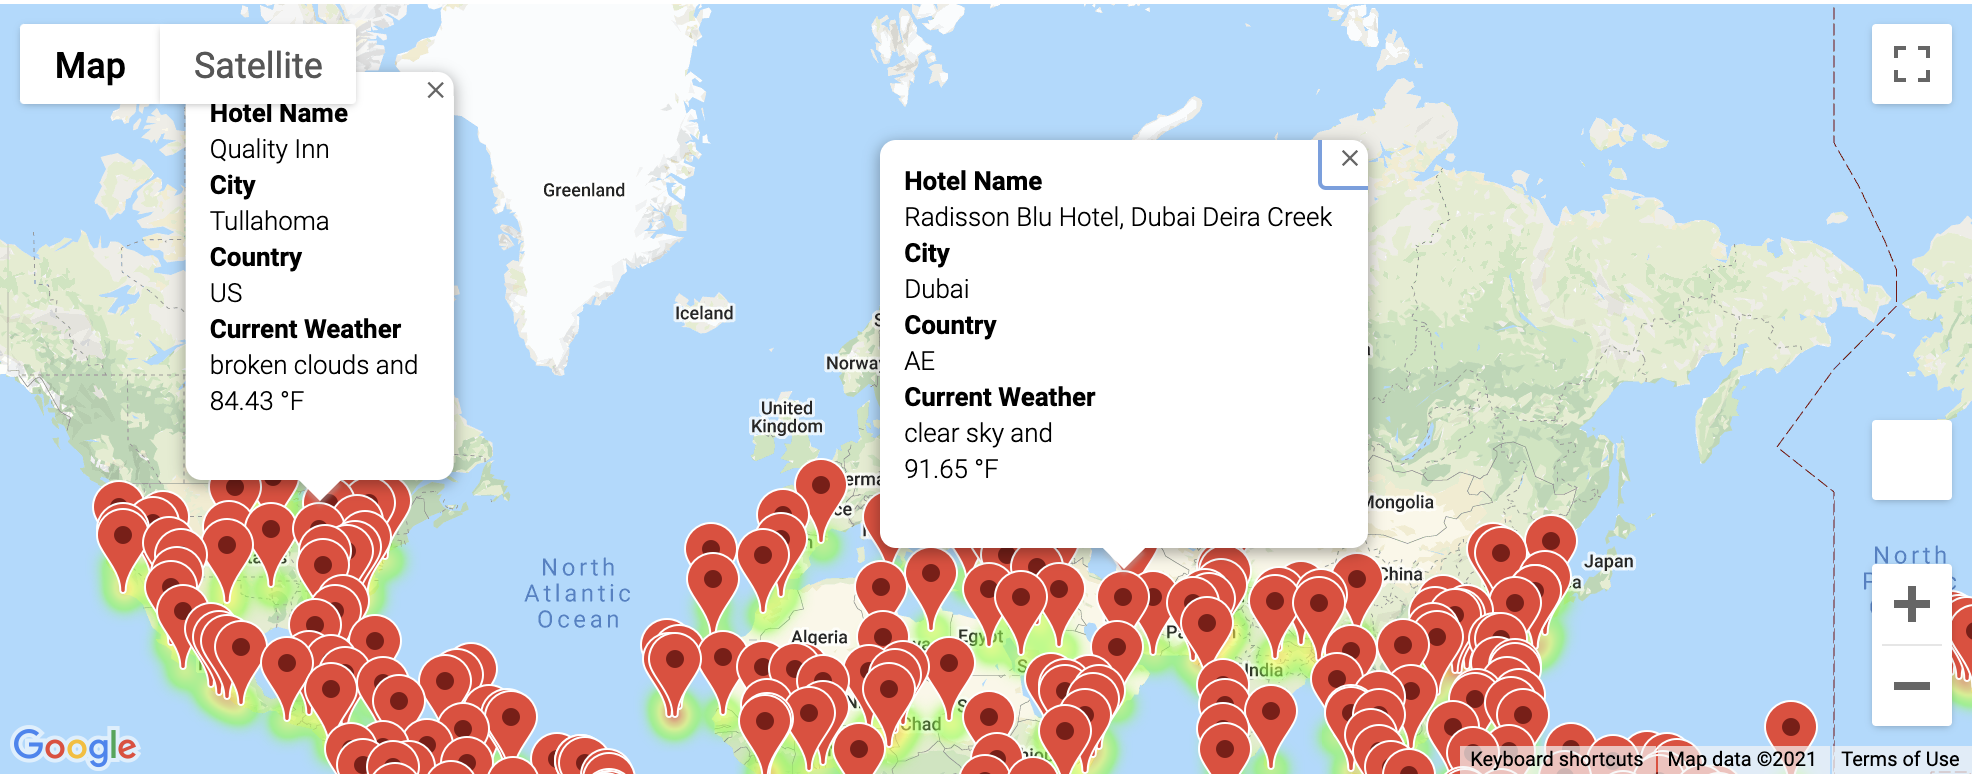 Map
Satellite
Hotel Name
Quality Inn
City
Tullahoma
Country
US
Current Weather
broken clouds and
84.43 °F
Hotel Name
Radisson Blu Hotel, Dubai Deira Creek
City
Dubai
Country
AE
Current Weather
clear sky and
91.65 °F
Greenland
Iceland
Norway
United
Kingdom
Mongolia
North
Atlantic
Ocean
Japan
China
North
Algeria
Egypt
India
Chad
Google
Keyboard shortcuts
Map data ©2021
Terms of Use